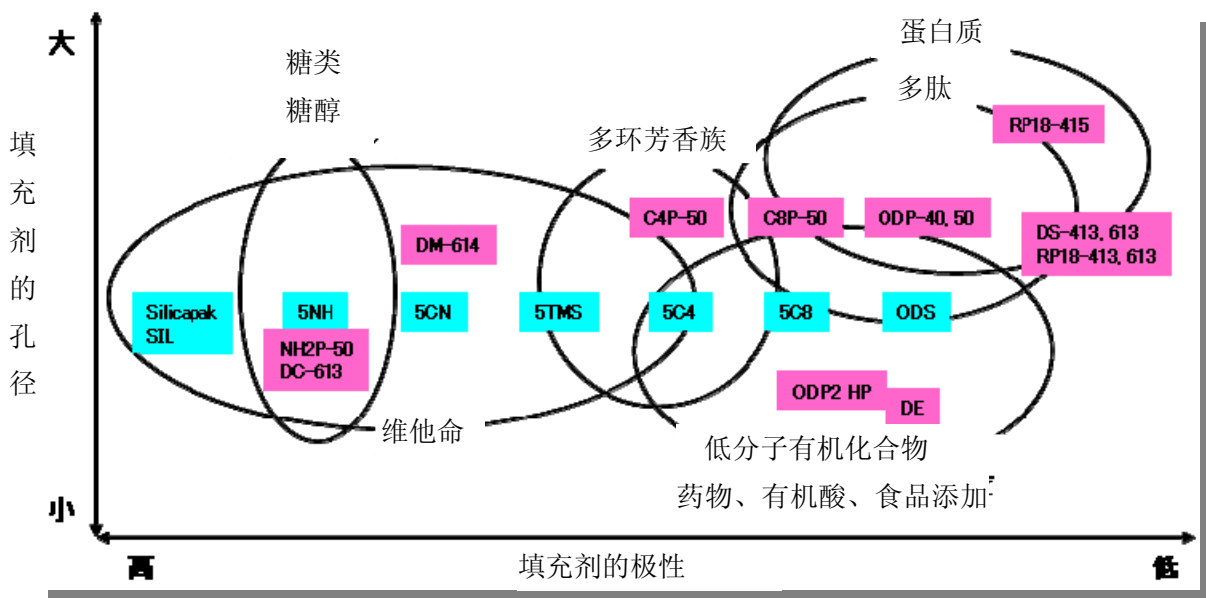 大
蛋白质
糖类
糖醇
多肽
RP18-415
填充剂的孔径
多环芳香族
C4P-50
C8P-50
ODP-40, 50
DM-614
DS-413, 613
RP18-413, 613
Silicapak
SIL
5NH
5CN
5TMS
5C4
5C8
ODS
NH2P-50
DC-613
ODP2 HP
DE
维他命
低分子有机化合物
药物、有机酸、食品添加
小
高
填充剂的极性
低